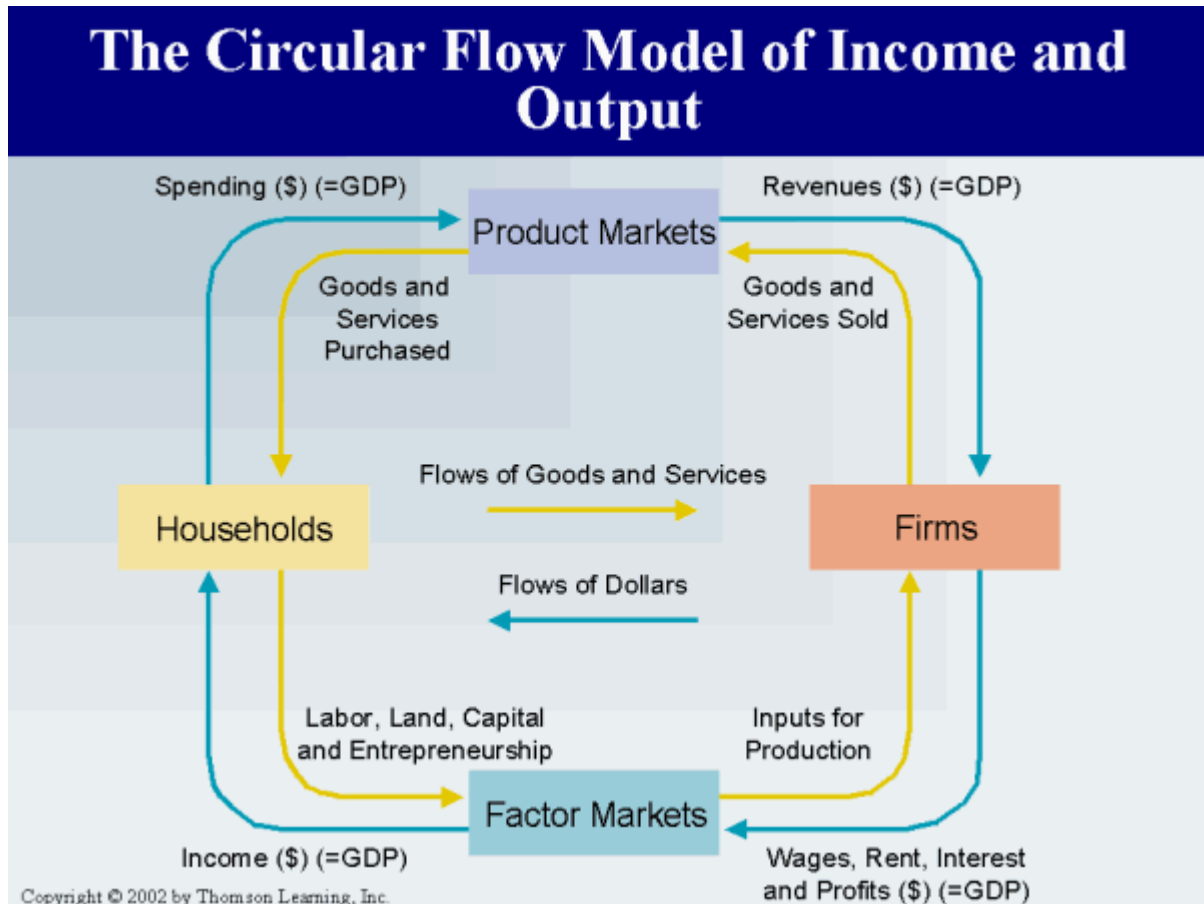 The Circular Flow Model of Income and
Output
Spending ($) (=GDP)
Revenues ($) (=GDP)
Product Markets
Goods and
Services
Purchased
Goods and
Services Sold
Flows of Goods and Services
Households
Firms
Flows of Dollars
Labor, Land, Capital
and Entrepreneurship
Inputs for
Production
Factor Markets
Income ($) (=GDP)
Wages, Rent, Interest
and Profits ($) (=GDP)
Copyright © 2002 by Thomson Learning, Inc.